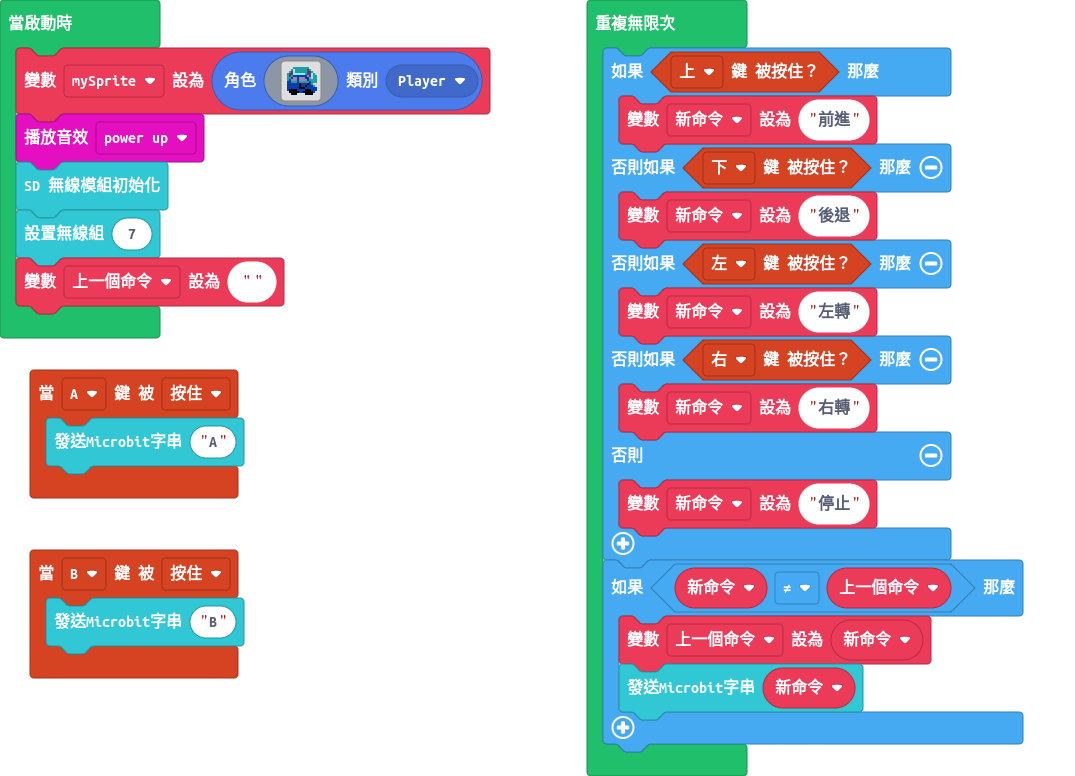 當啟動時
變數 mySprite 設為 角色 類別 Player
播放音效 power up
SD 無線模組初始化
設置無線組 7
變數 上一個命令 設為 " "
當 A 鍵 被 按住
發送Microbit字串 "A"
當 B 鍵 被 按住
發送Microbit字串 "B"
重複無限次
如果 上 鍵 被按住？ 那麼
變數 新命令 設為 "前進"
否則如果 下 鍵 被按住？ 那麼
變數 新命令 設為 "後退"
否則如果 左 鍵 被按住？ 那麼
變數 新命令 設為 "左轉"
否則如果 右 鍵 被按住？ 那麼
變數 新命令 設為 "右轉"
否則
變數 新命令 設為 "停止"
如果 新命令 ≠ 上一個命令 那麼
變數 上一個命令 設為 新命令
發送Microbit字串 新命令